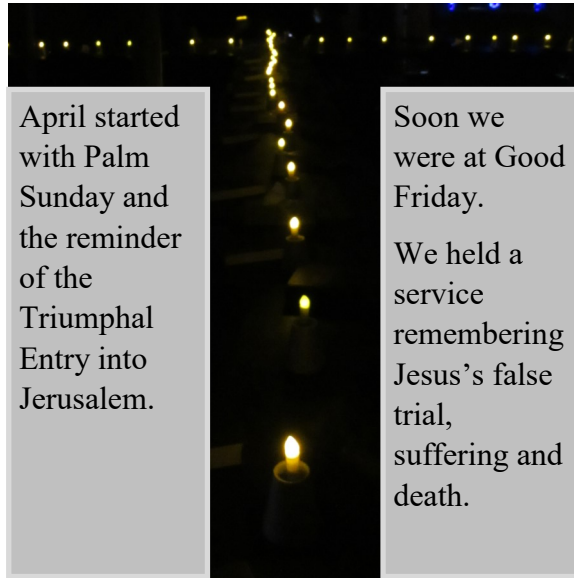 April started
with Palm
Sunday and
the reminder
of the
Triumphal
Entry into
Jerusalem.
Soon we
were at Good
Friday.
We held a
service
remembering
Jesus’s false
trial,
suffering and
death.